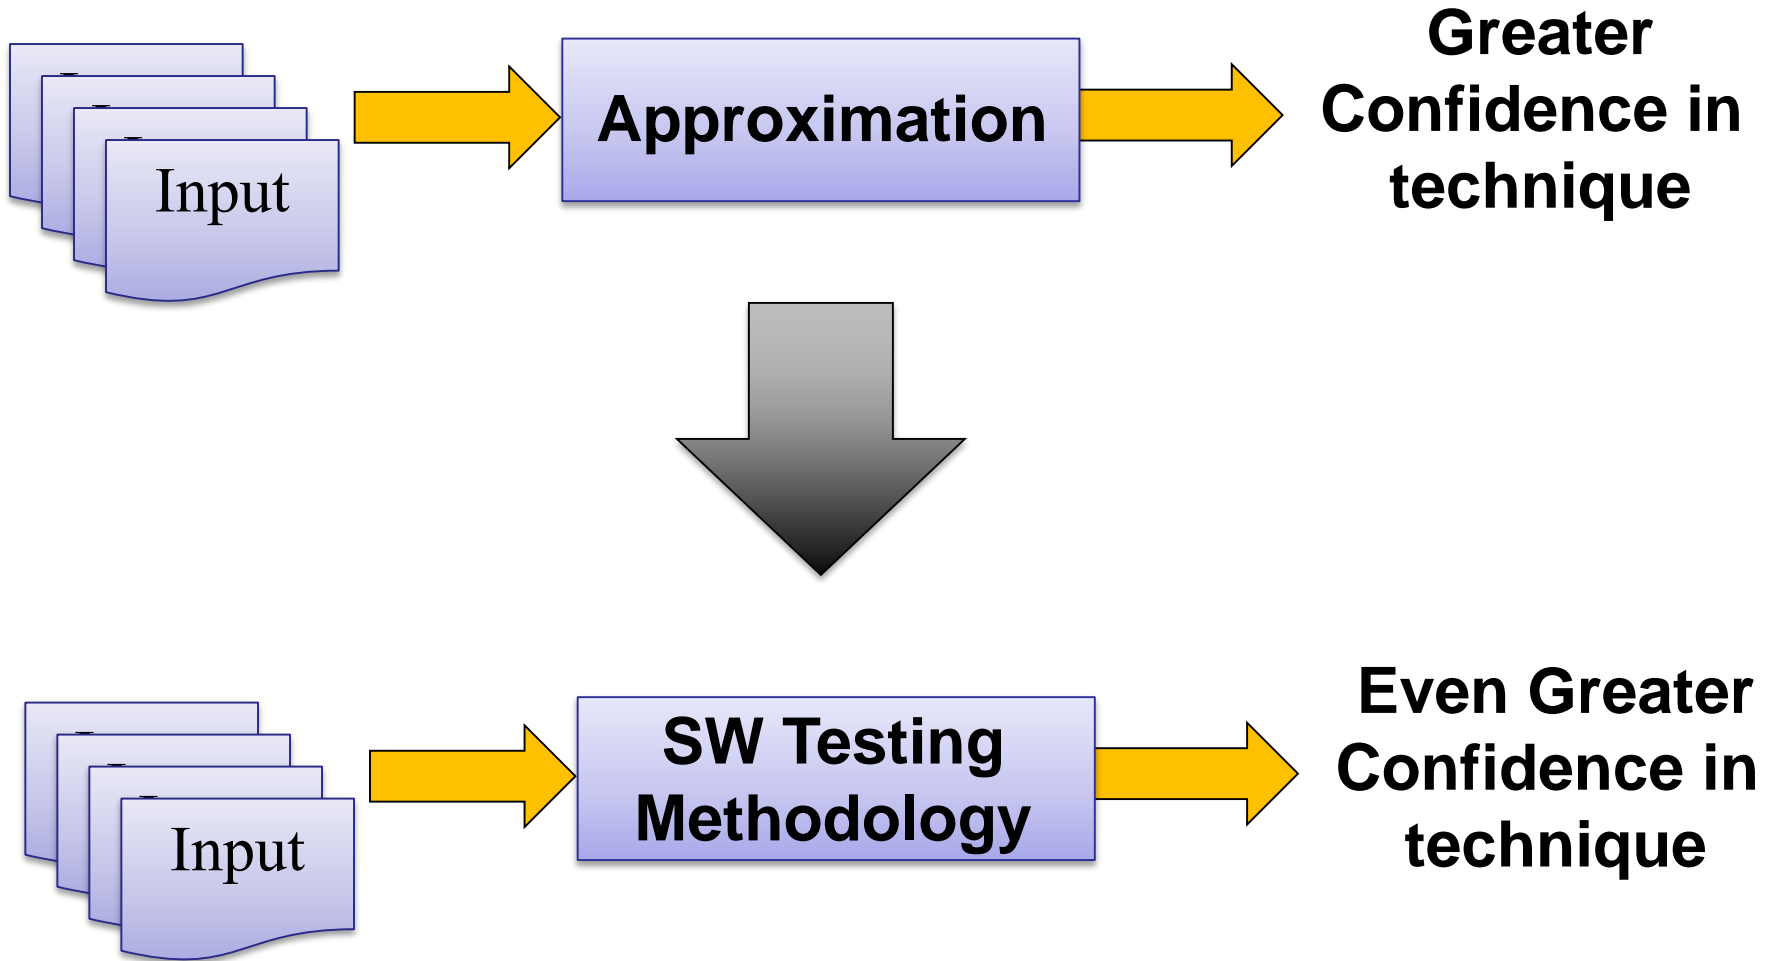 Input
Approximation
Greater
Confidence in
technique
Input
SW Testing
Methodology
Even Greater
Confidence in
technique